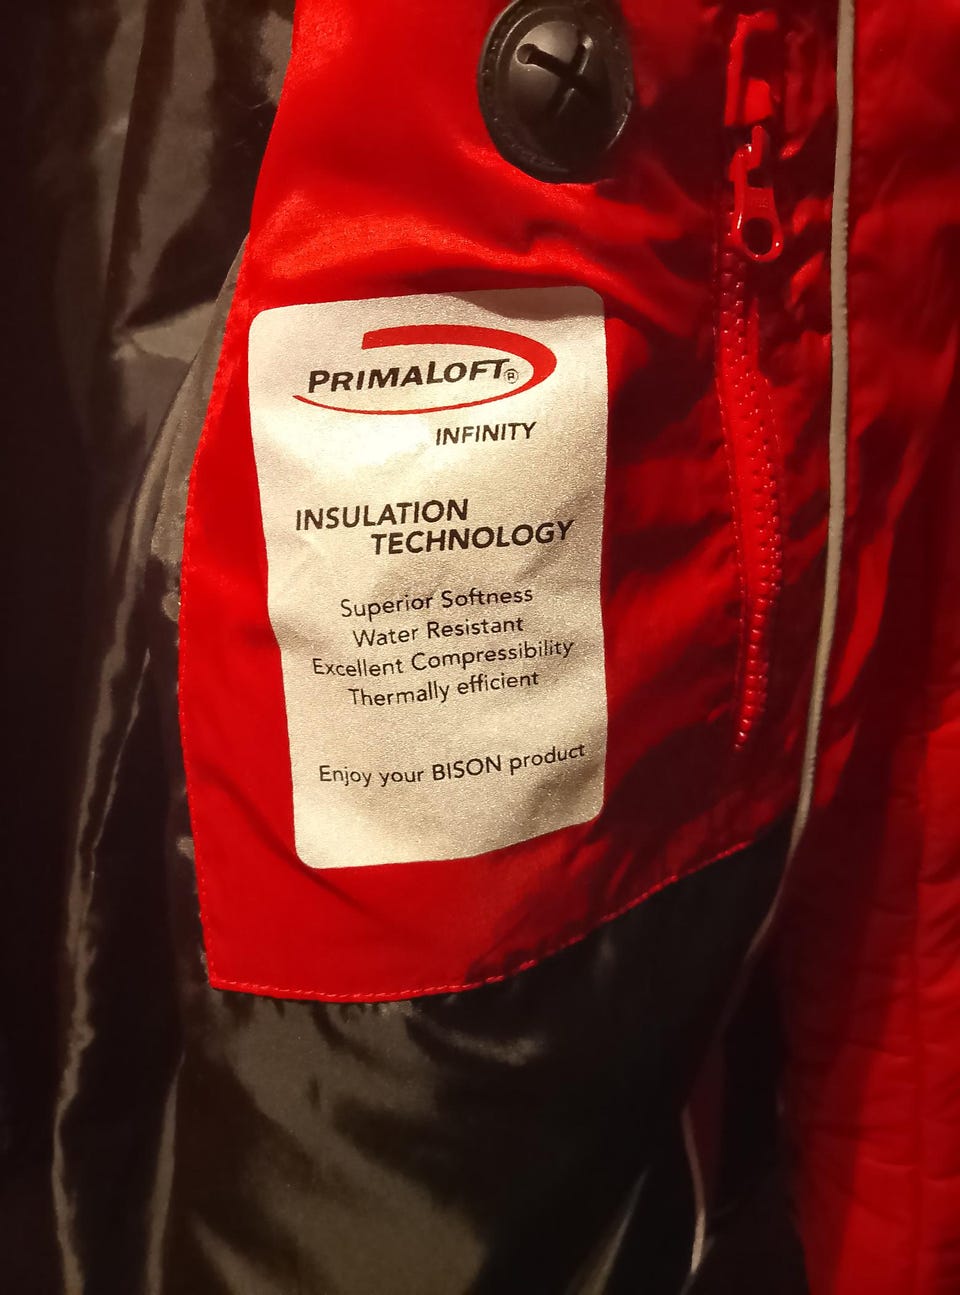 PRIMALOFT®
INFINITY
INSULATION
TECHNOLOGY
Superior Softness
Water Resistant
Excellent Compressibility
Thermally efficient
Enjoy your BISON product